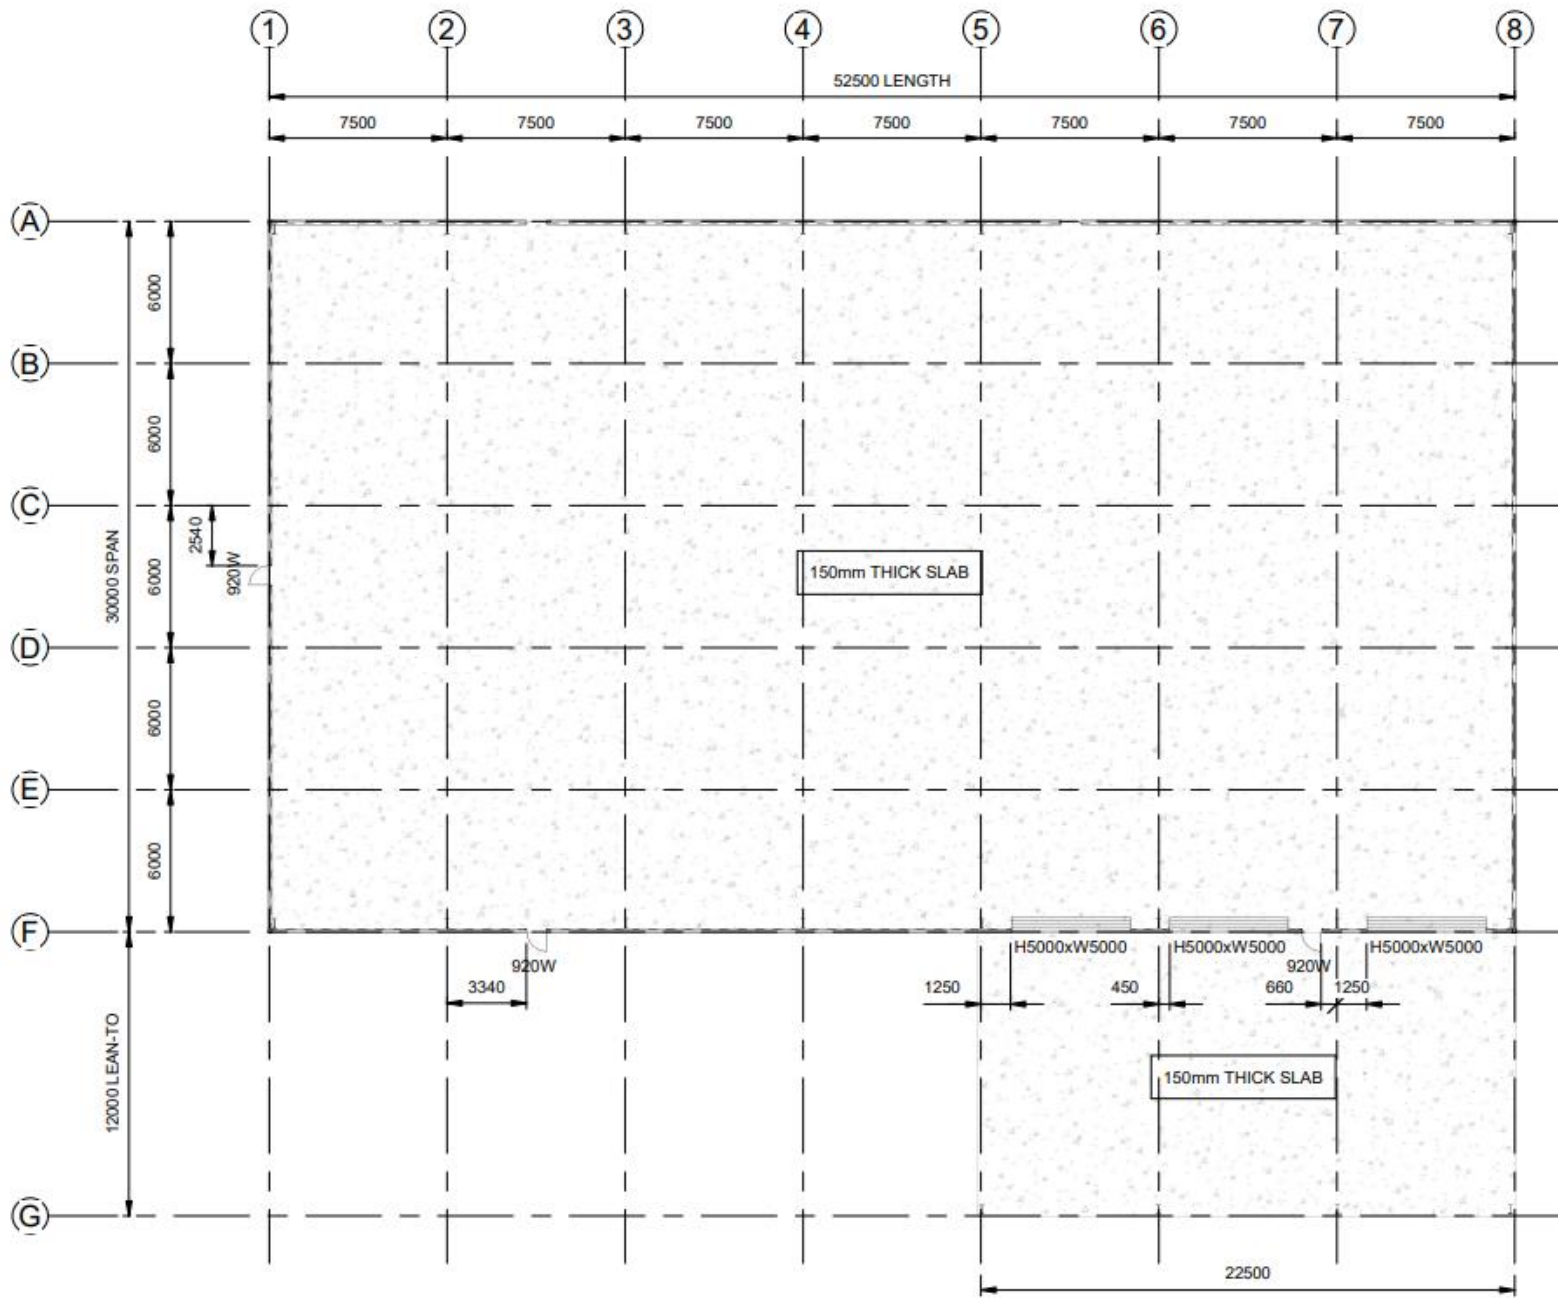 1 2 3 4 5 6 7 8
52500 LENGTH
7500 7500 7500 7500 7500 7500 7500
A
6000
B
6000
C
2540
30000 SPAN
6000
920W
150mm THICK SLAB
D
6000
E
6000
F
H5000xW5000 H5000xW5000 H5000xW5000
920W 920W
3340 1250 450 660 1250
12000 LEAN-TO
150mm THICK SLAB
G
22500